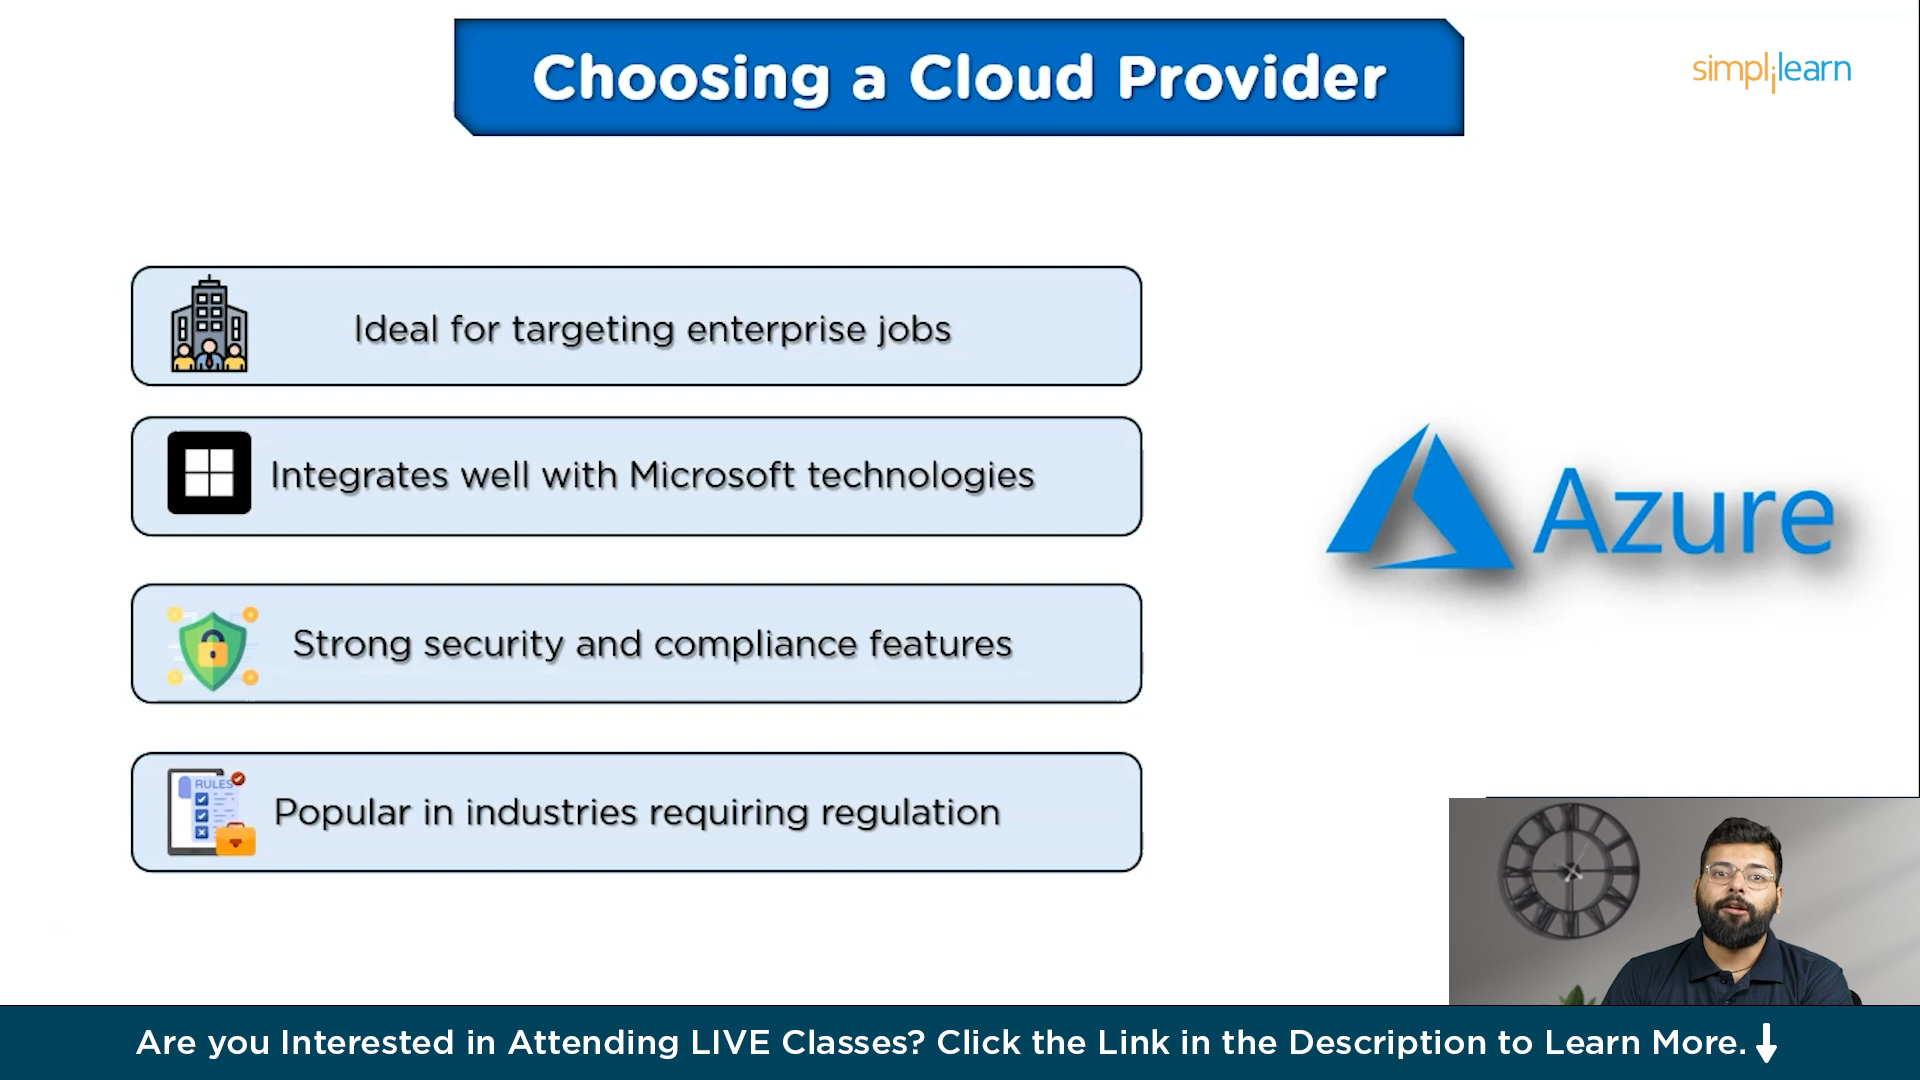 Choosing a Cloud Provider
simplilearn
Ideal for targeting enterprise jobs
Integrates well with Microsoft technologies
Azure
Strong security and compliance features
RULES
Popular in industries requiring regulation
Are you Interested in Attending LIVE Classes? Click the Link in the Description to Learn More.